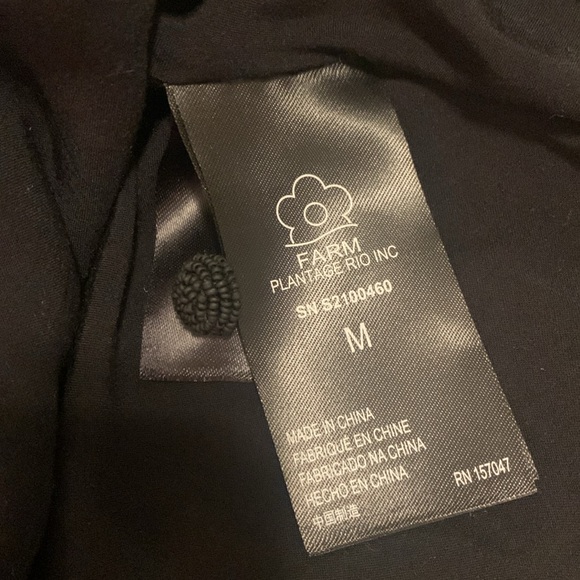 FARM
PLANTAGE RIO INC
SN S2100460
M
MADE IN CHINA
FABRIQUÉ EN CHINE
FABRICADO NA CHINA
HECHO EN CHINA
中国制造
RN 157047